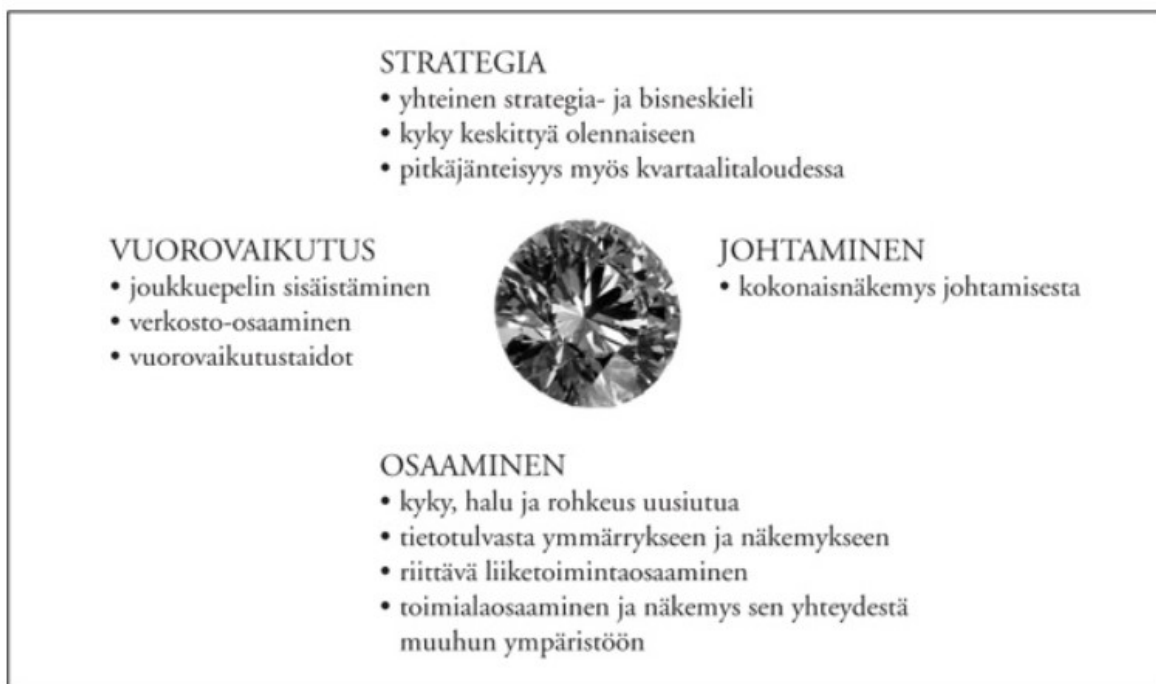 STRATEGIA
• yhteinen strategia- ja bisneskieli
• kyky keskittyä olennaiseen
• pitkäjänteisyys myös kvartaalitaloudessa
VUOROVAIKUTUS
• joukkuepelin sisäistäminen
• verkosto-osaaminen
• vuorovaikutustaidot
JOHTAMINEN
• kokonaisnäkemys johtamisesta
OSAAMINEN
• kyky, halu ja rohkeus uusiutua
• tietotulvasta ymmärrykseen ja näkemykseen
• riittävä liiketoimintaosaaminen
• toimialaosaaminen ja näkemys sen yhteydestä
muuhun ympäristöön